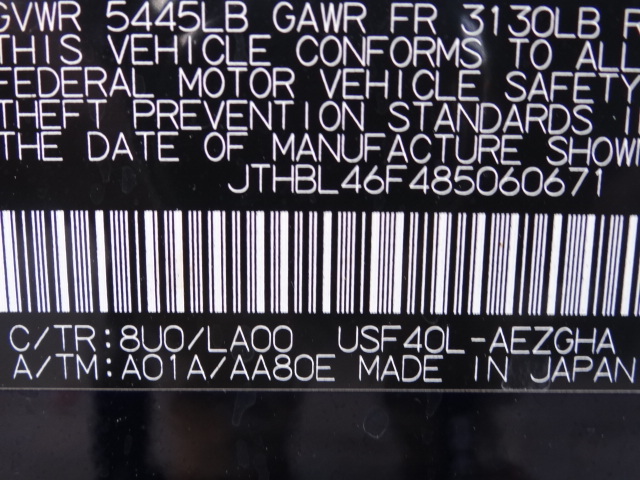 GVWR 5445LB GAWR FR 3130LB R
THIS VEHICLE CONFORMS TO ALL
FEDERAL MOTOR VEHICLE SAFETY
THEFT PREVENTION STANDARDS I
THE DATE OF MANUFACTURE SHOWN
JTHBL46F485060671
C/TR:8U0/LA00 USF40L-AEZGHA
A/TM:A01A/AA80E MADE IN JAPAN